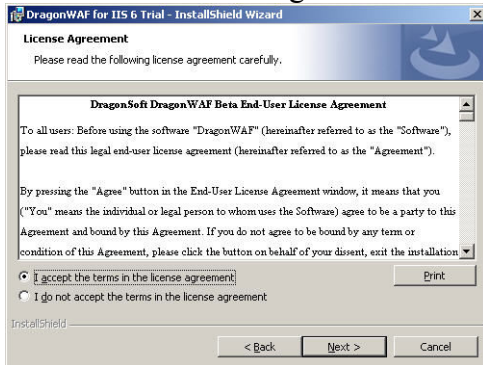 DragonWAF for IIS 6 Trial - InstallShield Wizard
License Agreement
Please read the following license agreement carefully.
DragonSoft DragonWAF Beta End-User License Agreement
To all users: Before using the software "DragonWAF" (hereinafter referred to as the "Software"),
please read this legal end-user license agreement (hereinafter referred to as the "Agreement").
By pressing the "Agree" button in the End-User License Agreement window, it means that you
("You" means the individual or legal person to whom uses the Software) agree to be a party to this
Agreement and bound by this Agreement. If you do not agree to be bound by any term or
condition of this Agreement, please click the button on behalf of your dissent, exit the installation
I accept the terms in the license agreement
Print
I do not accept the terms in the license agreement
InstallShield
< Back
Next >
Cancel